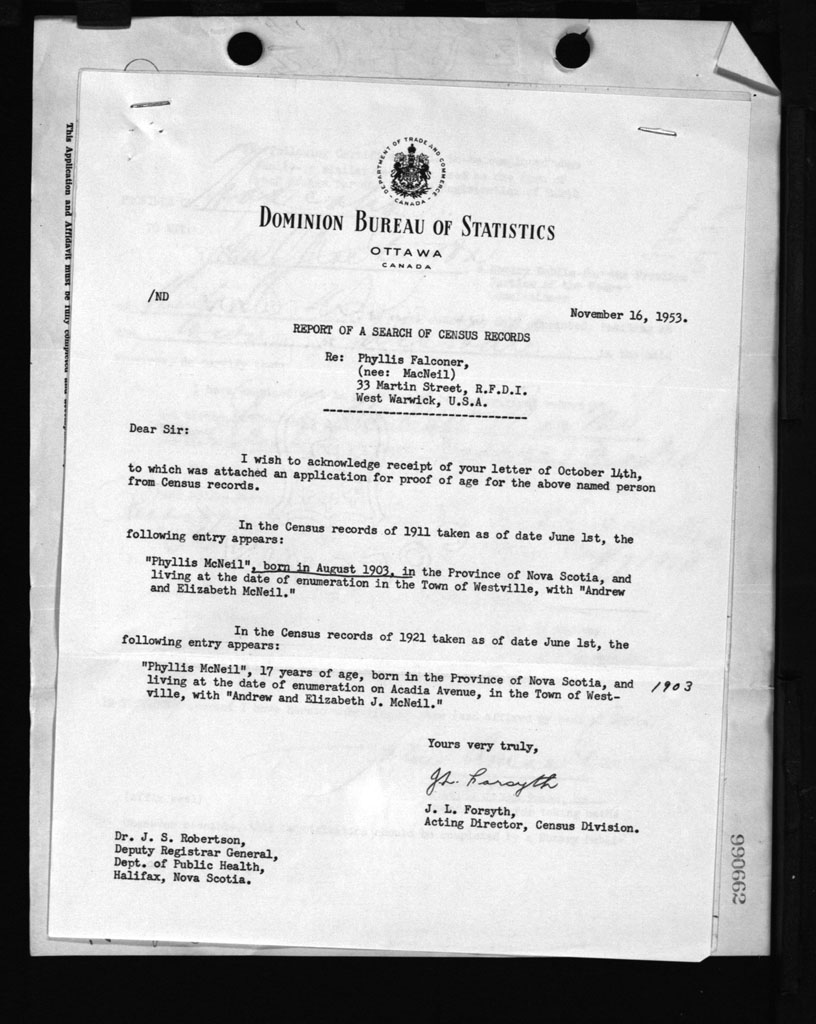 This Application and Affidavit must be fully completed and
DEPARTMENT OF TRADE AND COMMERCE
CANADA
DOMINION BUREAU OF STATISTICS
OTTAWA
CANADA
/ND
November 16, 1953.
REPORT OF A SEARCH OF CENSUS RECORDS
Re: Phyllis Falconer,
(nee: MacNeil)
33 Martin Street, R.F.D.I.
West Warwick, U.S.A.
Dear Sir:
I wish to acknowledge receipt of your letter of October 14th,
to which was attached an application for proof of age for the above named person
from Census records.
In the Census records of 1911 taken as of date June 1st, the
following entry appears:
"Phyllis McNeil", born in August 1903, in the Province of Nova Scotia, and
living at the date of enumeration in the Town of Westville, with "Andrew
and Elizabeth McNeil."
In the Census records of 1921 taken as of date June 1st, the
following entry appears:
"Phyllis McNeil", 17 years of age, born in the Province of Nova Scotia, and
living at the date of enumeration on Acadia Avenue, in the Town of West-
ville, with "Andrew and Elizabeth J. McNeil."
1903
Yours very truly,
J.L. Forsyth
J. L. Forsyth,
Acting Director, Census Division.
Dr. J. S. Robertson,
Deputy Registrar General,
Dept. of Public Health,
Halifax, Nova Scotia.
990662